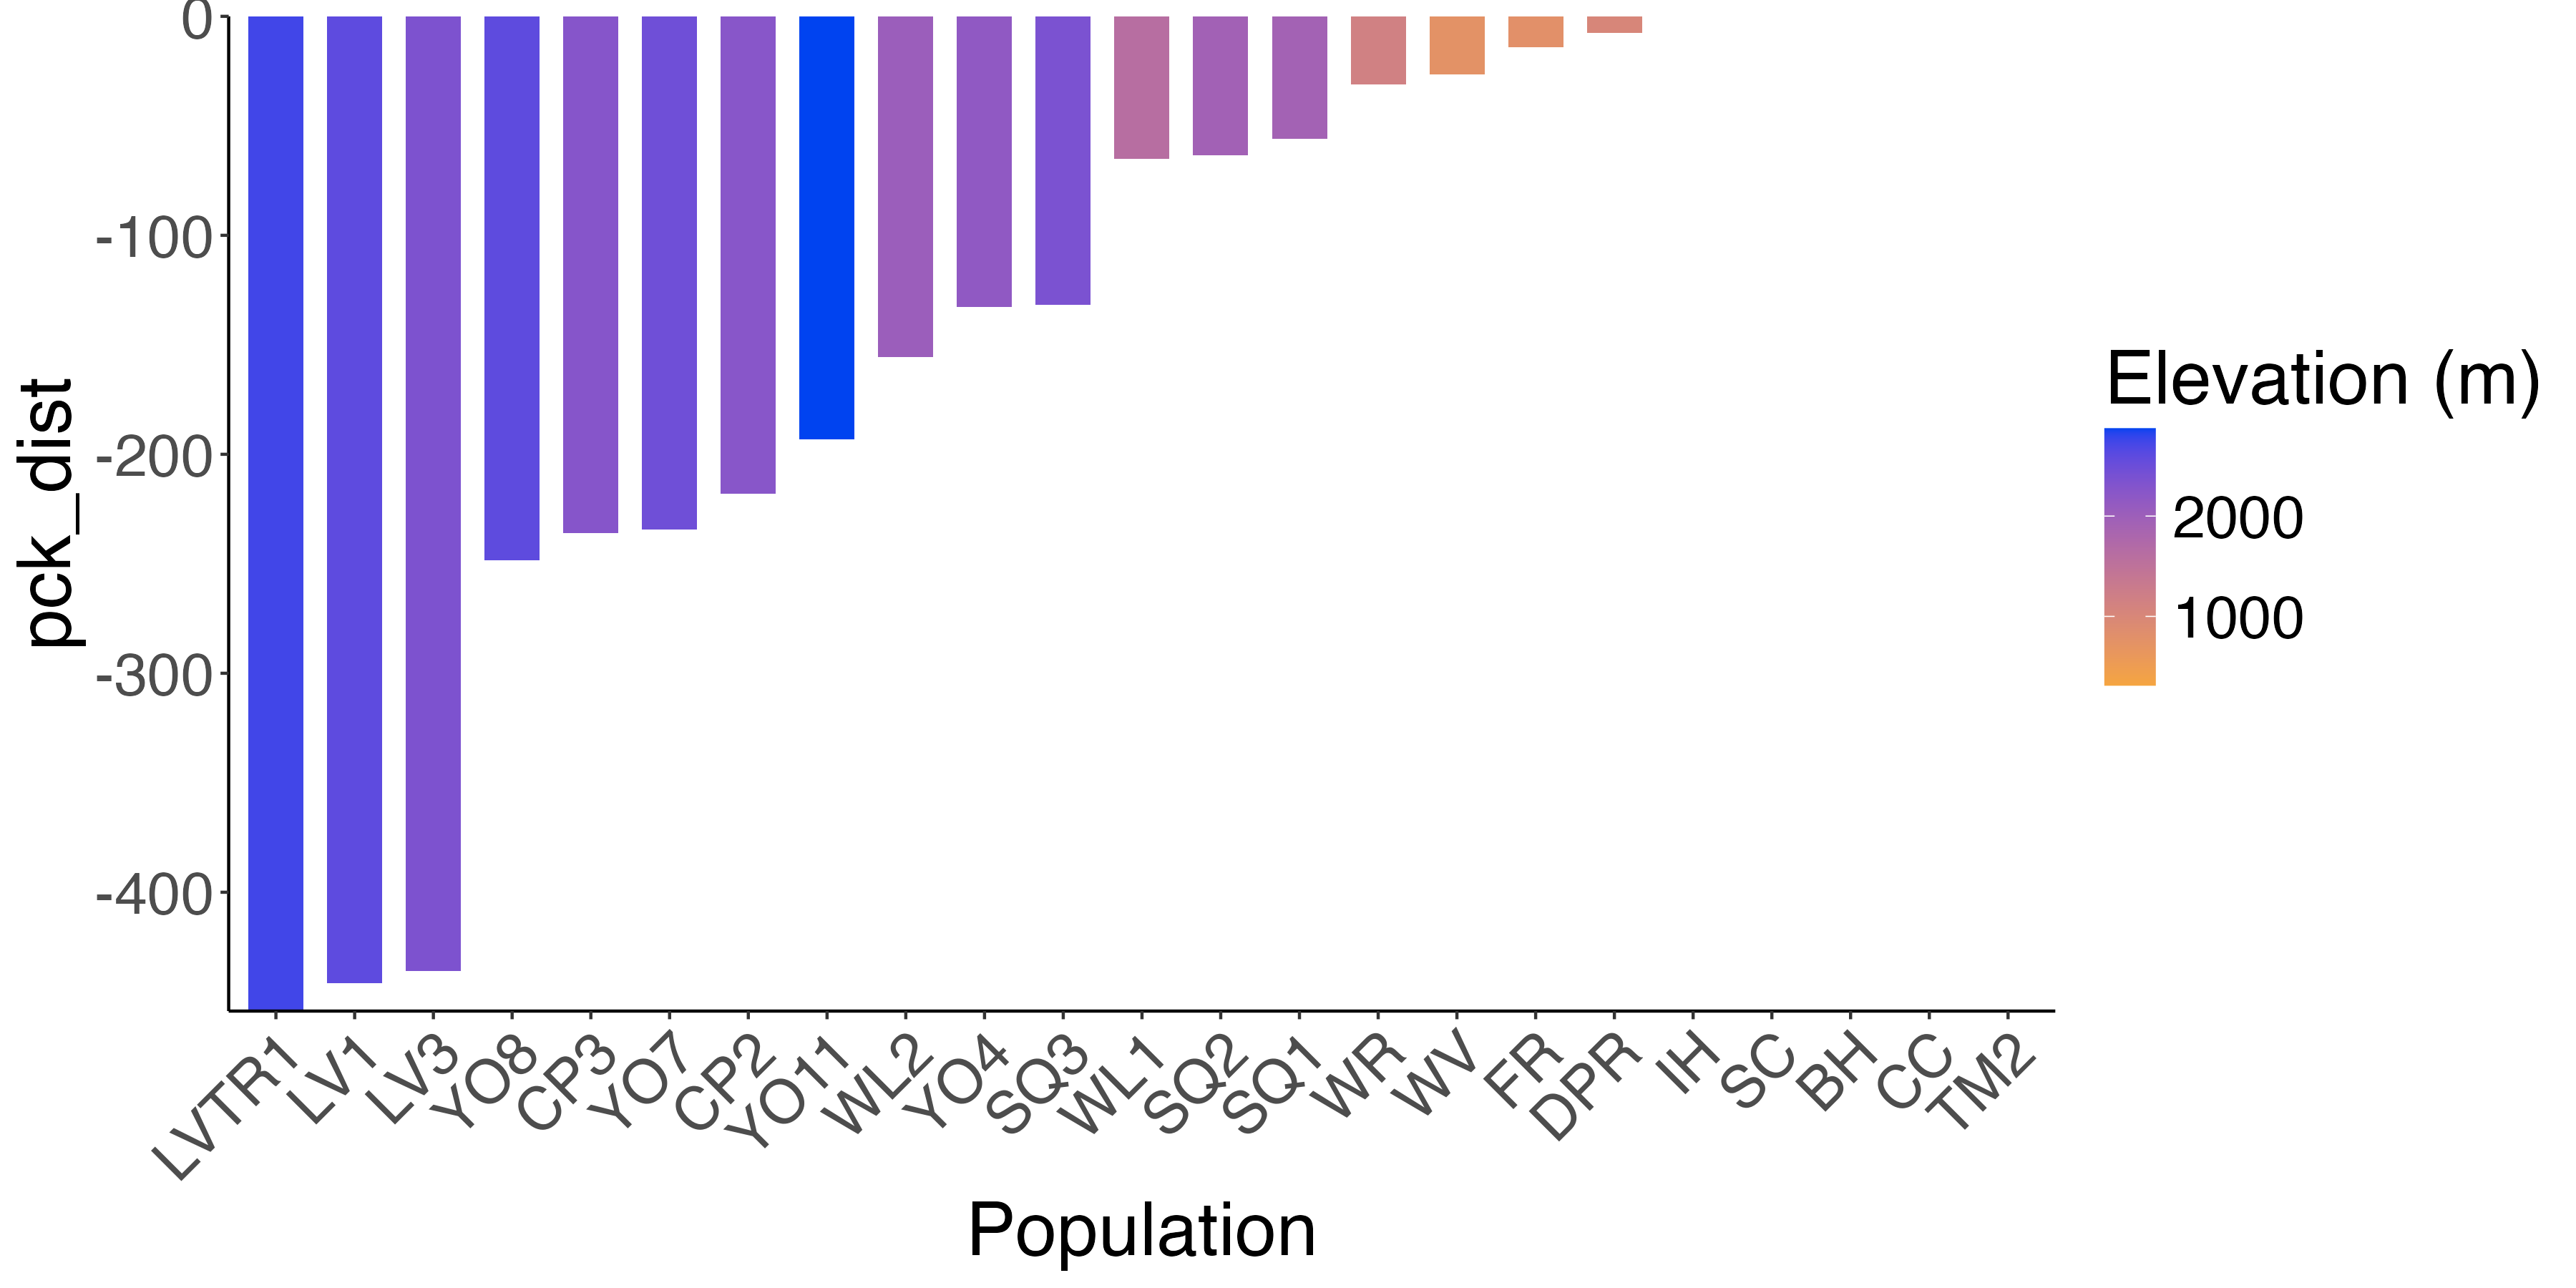 0
-100
-200
-300
-400
pck_dist
LVTR1
LV1
LV3
YO8
CP3
YO7
CP2
YO11
WL2
YO4
SQ3
WL1
SQ2
SQ1
WR
WV
FR
DPR
IH
SC
BH
CC
TM2
Population
Elevation (m)
2000
1000